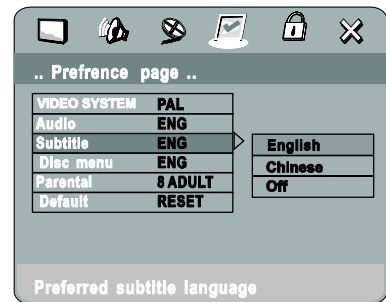 .. Prefrence page ..
VIDEO SYSTEM PAL
Audio ENG
Subtitle ENG
Disc menu ENG
Parental 8 ADULT
Default RESET
English
Chinese
Off
Preferred subtitle language